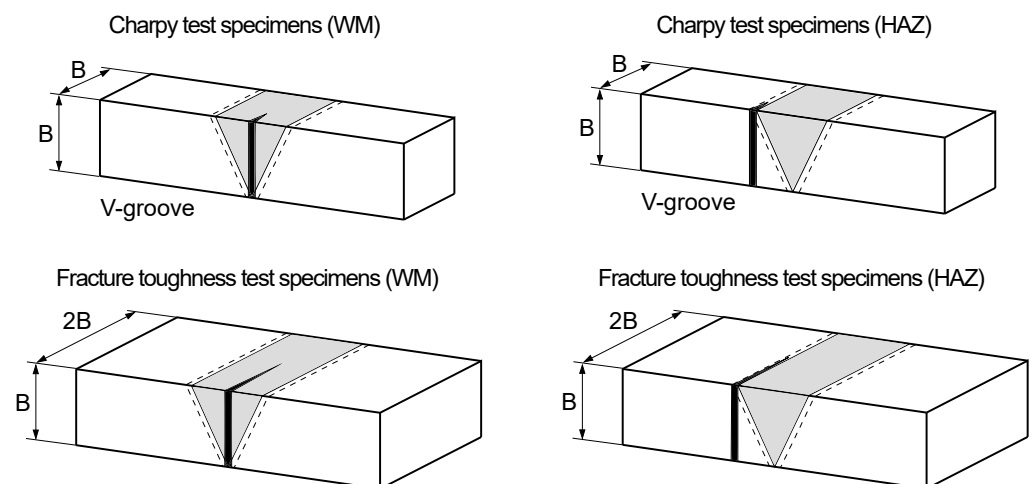 Charpy test specimens (WM)
Charpy test specimens (HAZ)
B
B
V-groove
B
B
V-groove
Fracture toughness test specimens (WM)
Fracture toughness test specimens (HAZ)
2B
B
2B
B